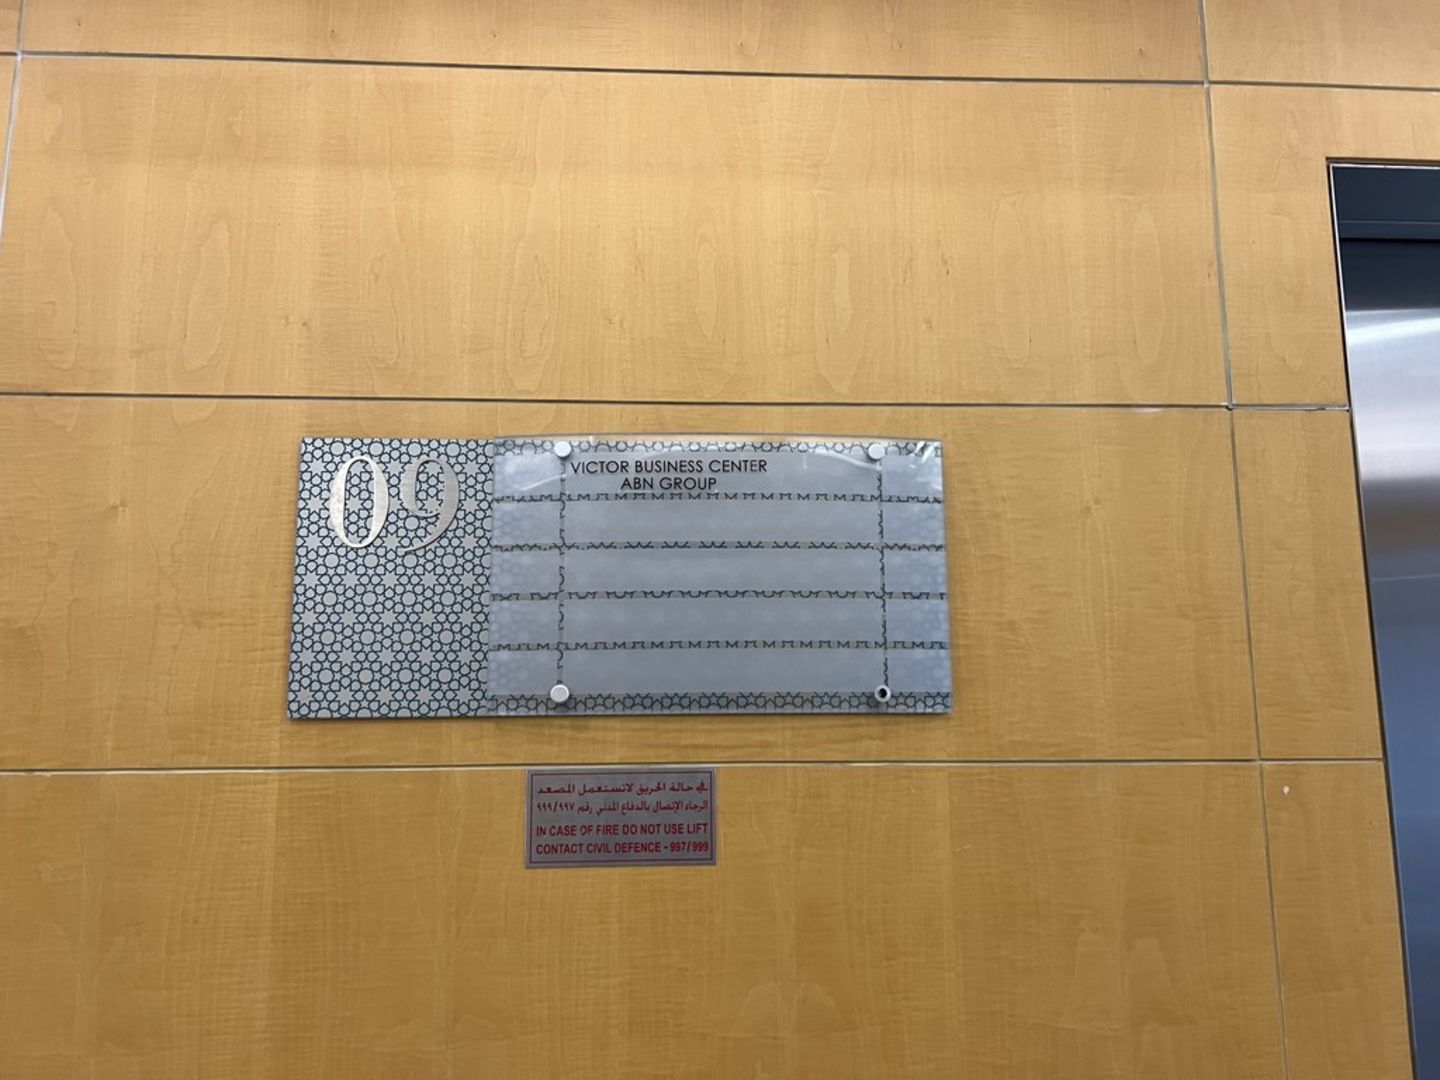 09
VICTOR BUSINESS CENTER
ABN GROUP
في حالة الحريق لاتستعمل المصعد
الرجاء الإتصال بالدفاع المدني رقم ٩٩٧/٩٩٩
IN CASE OF FIRE DO NOT USE LIFT
CONTACT CIVIL DEFENCE - 997/999